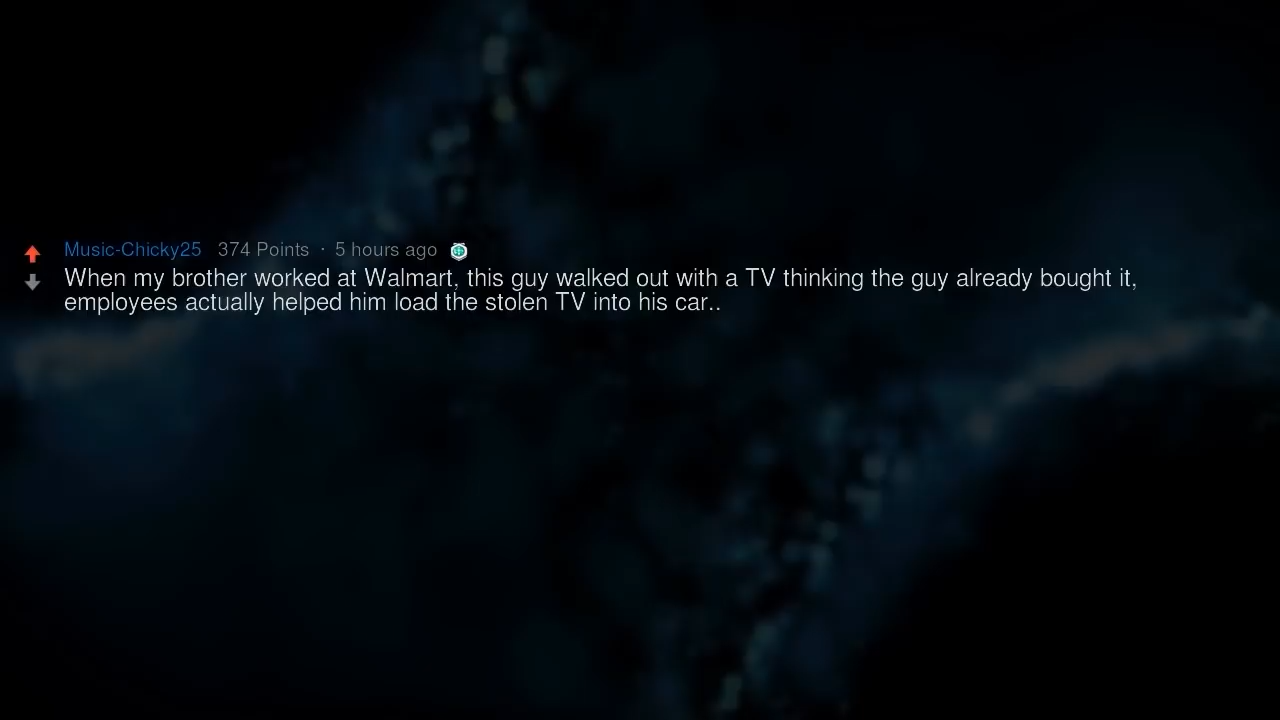 Music-Chicky25 374 Points · 5 hours ago
When my brother worked at Walmart, this guy walked out with a TV thinking the guy already bought it,
employees actually helped him load the stolen TV into his car..